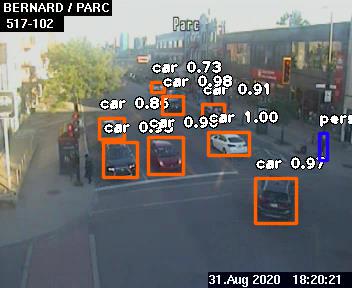 BERNARD / PARC
517-102
Parc
car 0.73
car 0.98
car 0.91
car 0.86
car 0.98
car 1.00
car 0.95
car 0.97
pers
31.Aug 2020 18:20:21